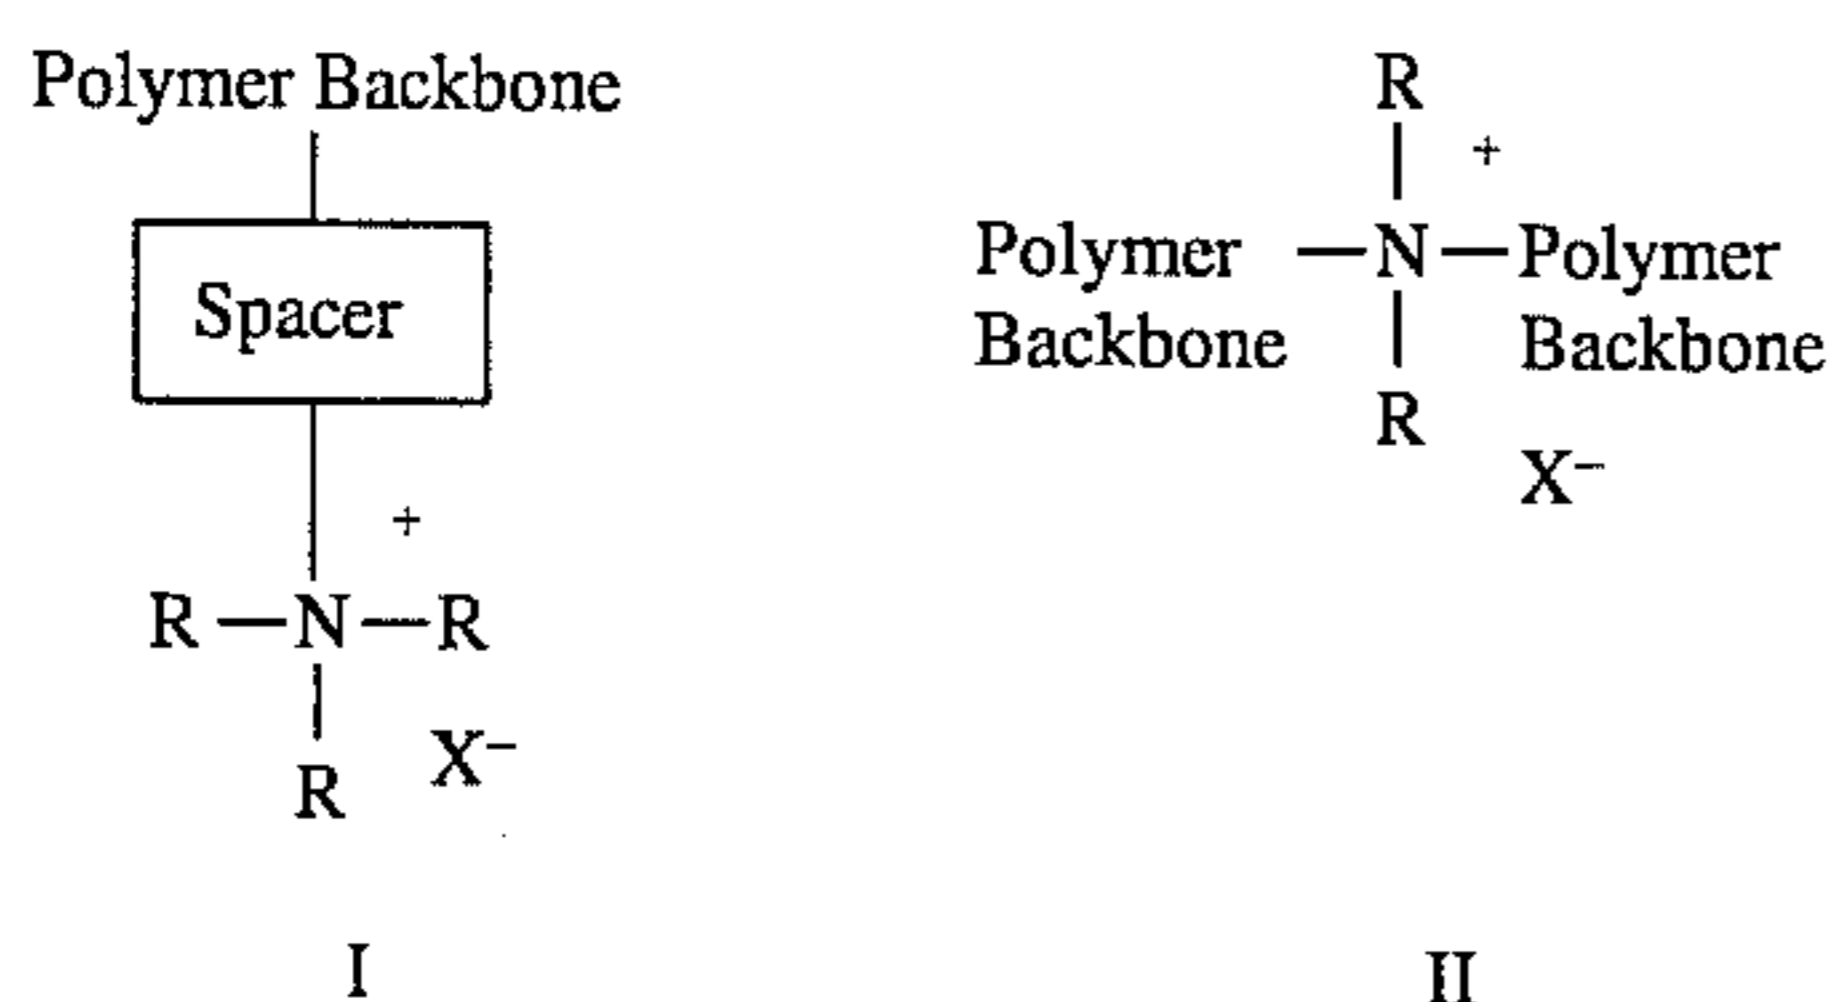 Polymer Backbone
Spacer
+
R—N—R
R
X⁻
I
R
+
Polymer —N— Polymer
Backbone Backbone
R
X⁻
II